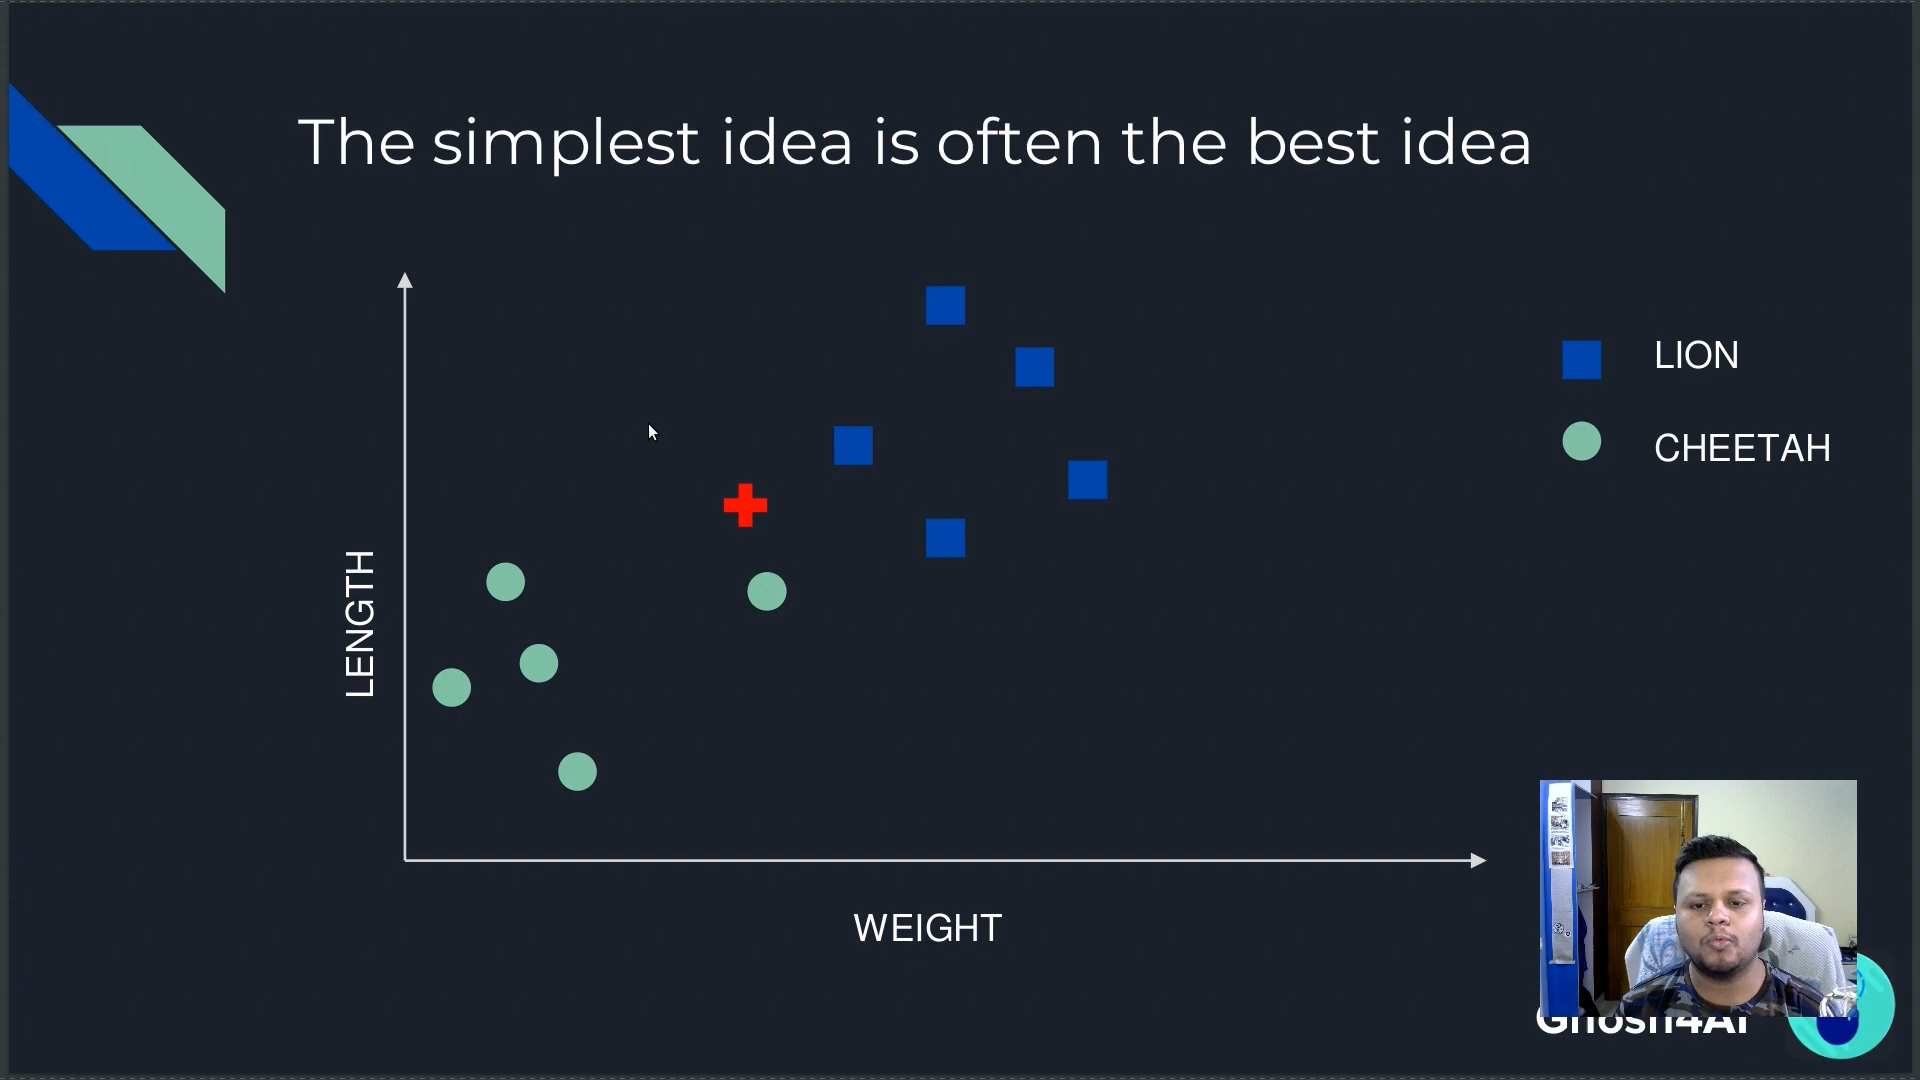 The simplest idea is often the best idea
LION
CHEETAH
LENGTH
WEIGHT
Ghosh4AI